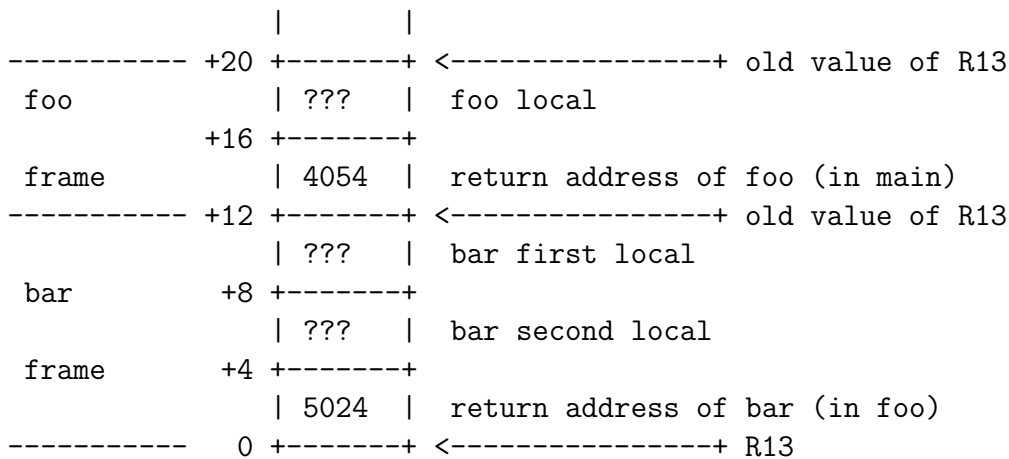 |       |
----------- +20 +-------+ <----------------+ old value of R13
 foo            | ???   |  foo local
            +16 +-------+
 frame          | 4054  |  return address of foo (in main)
----------- +12 +-------+ <----------------+ old value of R13
                | ???   |  bar first local
 bar         +8 +-------+
                | ???   |  bar second local
 frame       +4 +-------+
                | 5024  |  return address of bar (in foo)
-----------   0 +-------+ <----------------+ R13